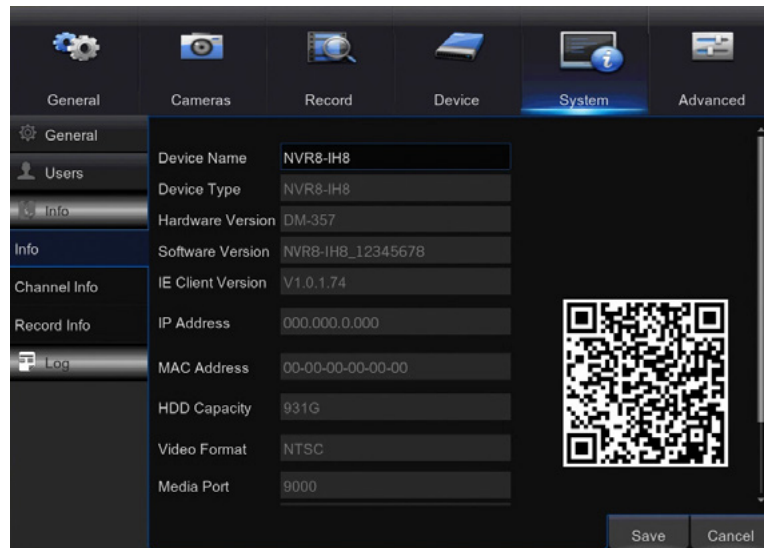 General Cameras Record Device System Advanced
General
Users
Info
Info
Channel Info
Record Info
Log
Device Name NVR8-IH8
Device Type NVR8-IH8
Hardware Version DM-357
Software Version NVR8-IH8_12345678
IE Client Version V1.0.1.74
IP Address 000.000.0.000
MAC Address 00-00-00-00-00-00
HDD Capacity 931G
Video Format NTSC
Media Port 9000
Save Cancel